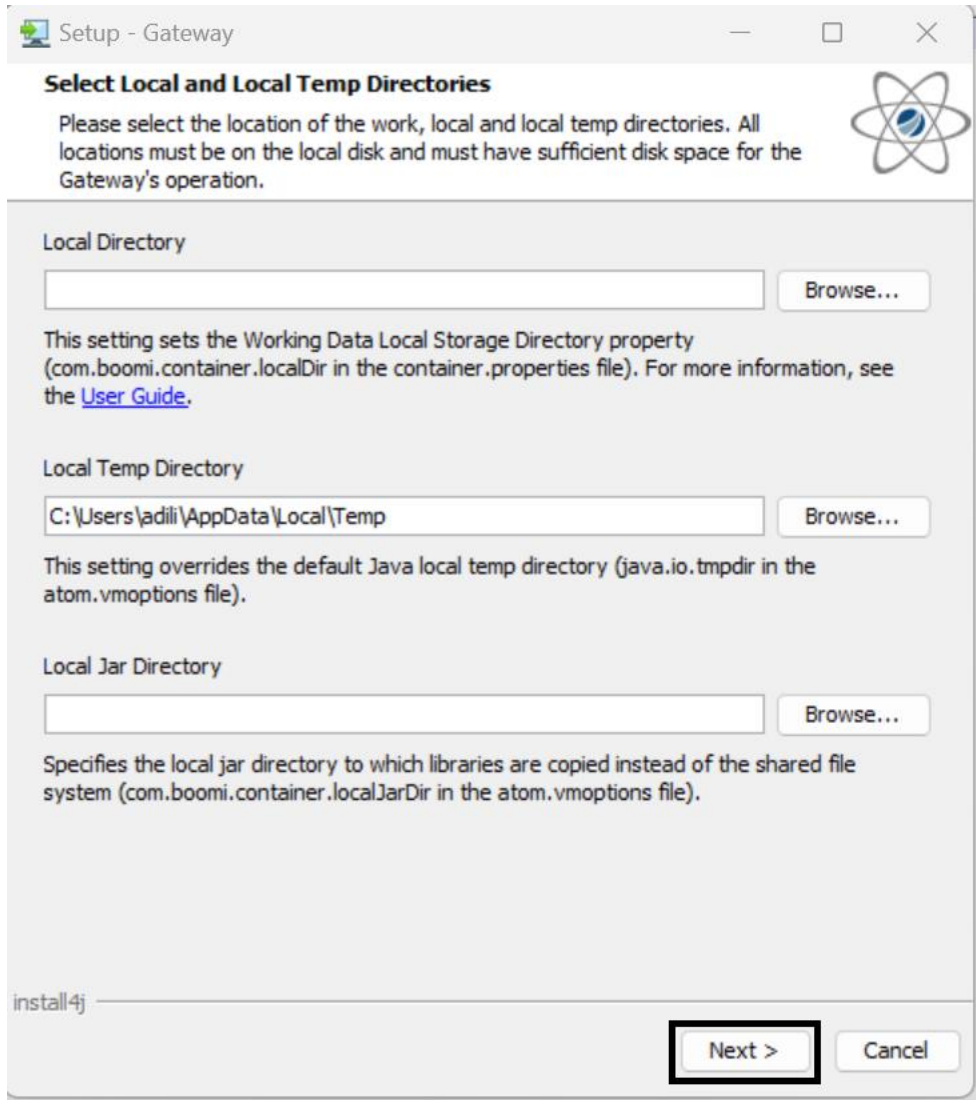 Setup - Gateway
Select Local and Local Temp Directories
Please select the location of the work, local and local temp directories. All
locations must be on the local disk and must have sufficient disk space for the
Gateway's operation.
Local Directory
Browse...
This setting sets the Working Data Local Storage Directory property
(com.boomi.container.localDir in the container.properties file). For more information, see
the User Guide.
Local Temp Directory
C:\Users\adili\AppData\Local\Temp
Browse...
This setting overrides the default Java local temp directory (java.io.tmpdir in the
atom.vmoptions file).
Local Jar Directory
Browse...
Specifies the local jar directory to which libraries are copied instead of the shared file
system (com.boomi.container.localJarDir in the atom.vmoptions file).
install4j
Next >
Cancel